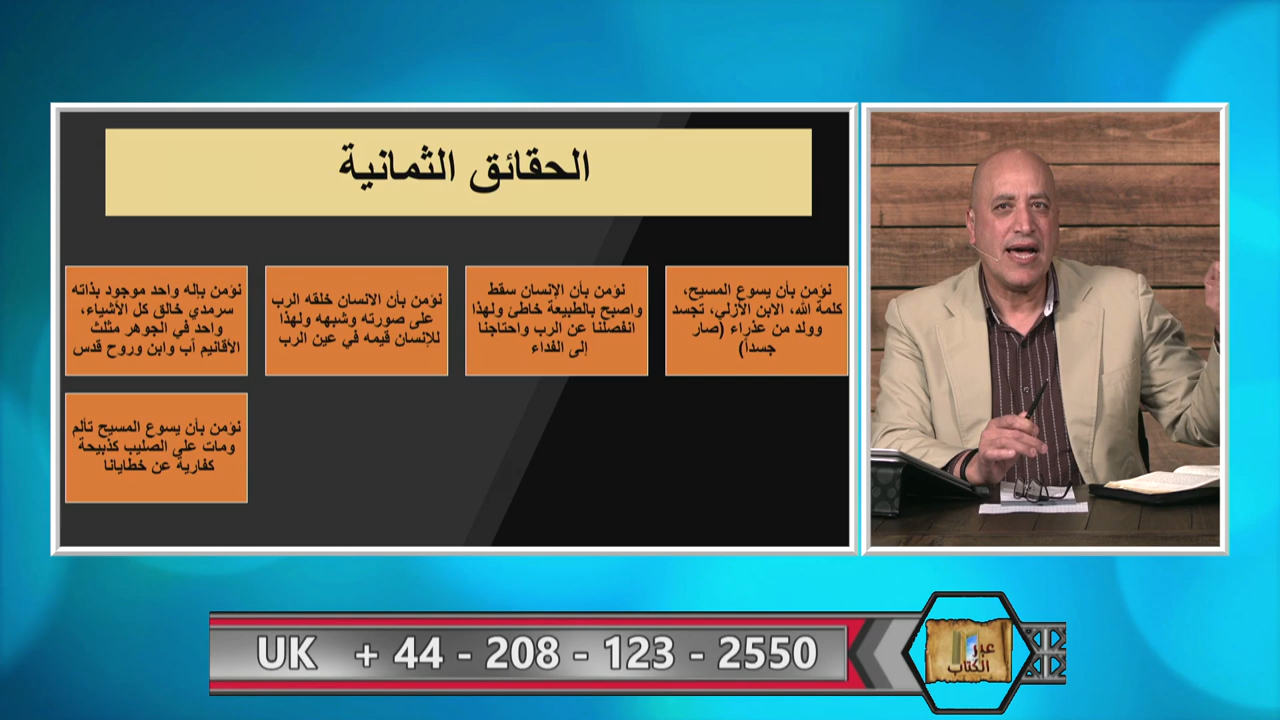 الحقائق الثمانية
نؤمن بإله واحد موجود بذاته
سرمدي خالق كل الأشياء،
واحد في الجوهر مثلث
الأقانيم أب وابن وروح قدس
نؤمن بأن الانسان خلقه الرب
على صورته وشبهه ولهذا
للإنسان قيمه في عين الرب
نؤمن بأن الإنسان سقط
واصبح بالطبيعة خاطئ ولهذا
انفصلنا عن الرب واحتاجنا
إلى الفداء
نؤمن بأن يسوع المسيح،
كلمة الله، الابن الأزلي، تجسد
وولد من عذراء (صار
جسداً)
نؤمن بأن يسوع المسيح تألم
ومات على الصليب كذبيحة
كفارية عن خطايانا
UK + 44 - 208 - 123 - 2550
عبر
الكتاب